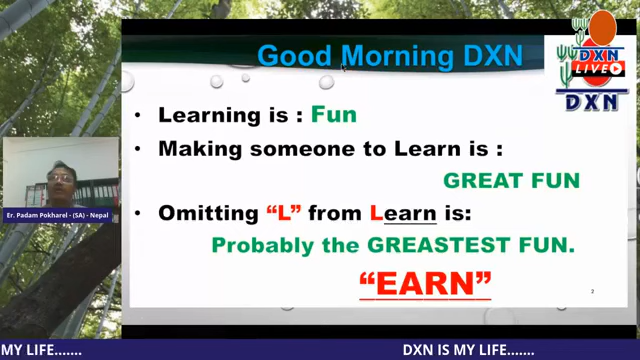 Good Morning DXN
DXN
LIVE
DXN
• Learning is : Fun
• Making someone to Learn is :
GREAT FUN
• Omitting “L” from Learn is:
Probably the GREASTEST FUN.
“EARN”
2
Er. Padam Pokharel - (SA) - Nepal
MY LIFE.......
DXN IS MY LIFE.......